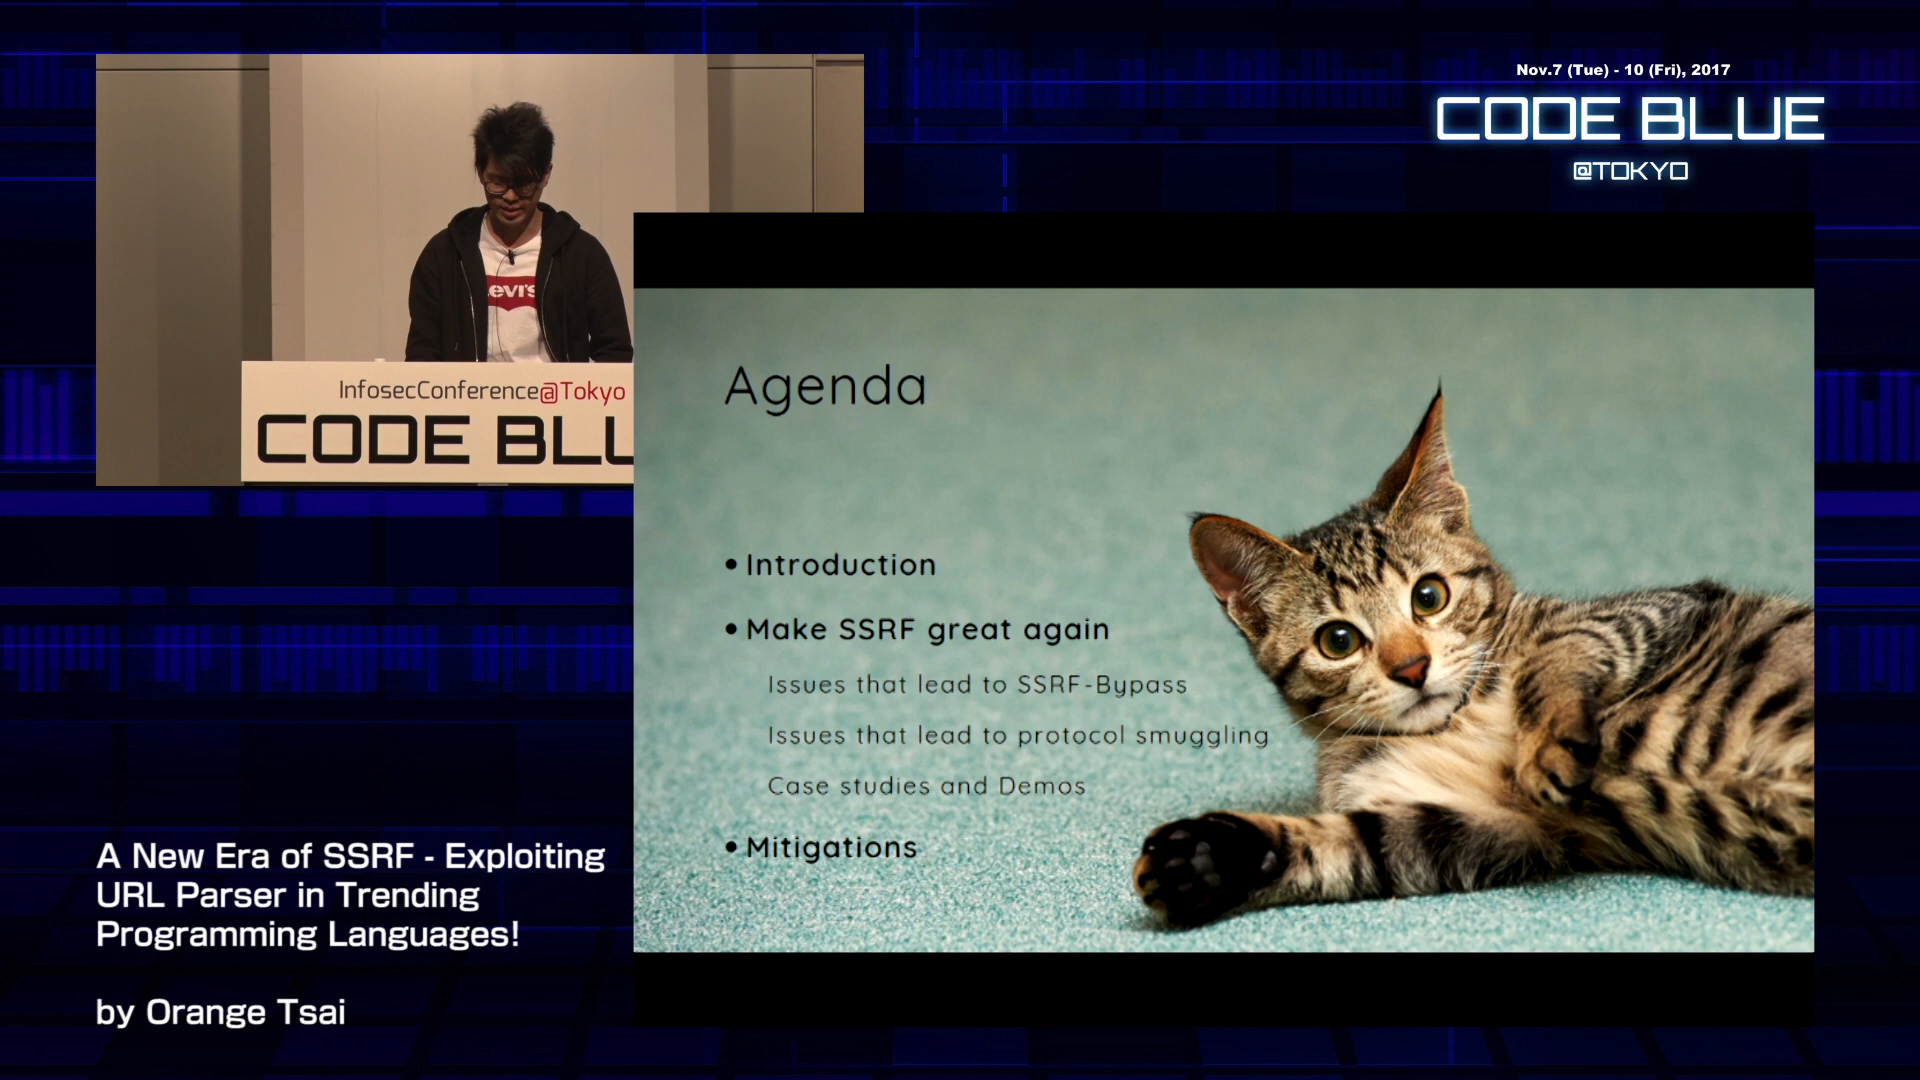 Nov.7 (Tue) - 10 (Fri), 2017
CODE BLUE
@TOKYO
evi's
InfosecConference@Tokyo
CODE BLU
Agenda
• Introduction
• Make SSRF great again
Issues that lead to SSRF-Bypass
Issues that lead to protocol smuggling
Case studies and Demos
• Mitigations
A New Era of SSRF - Exploiting
URL Parser in Trending
Programming Languages!
by Orange Tsai